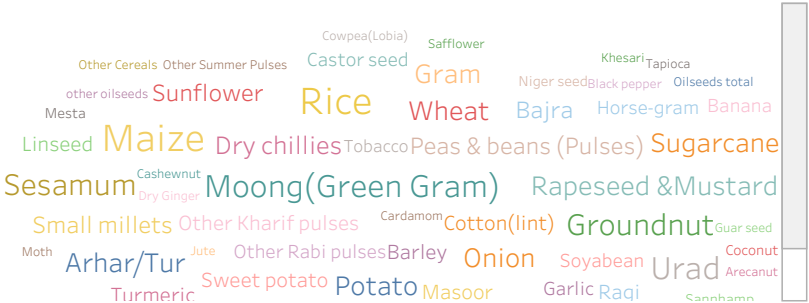 Cowpea(Lobia)
Safflower
Other Cereals Other Summer Pulses Castor seed Khesari Tapioca
Gram Niger seed Black pepper Oilseeds total
other oilseeds Sunflower Rice Wheat Bajra Horse-gram Banana
Mesta
Linseed Maize Dry chillies Tobacco Peas & beans (Pulses) Sugarcane
Sesamum Cashewnut Moong(Green Gram) Rapeseed &Mustard
Dry Ginger
Small millets Other Kharif pulses Cardamom Cotton(lint) Groundnut Guar seed
Moth Arhar/Tur Jute Other Rabi pulses Barley Onion Soyabean Urad Coconut
Arecanut
Sweet potato Potato
Turmeric Masoor Garlic Ragi Sannhamp